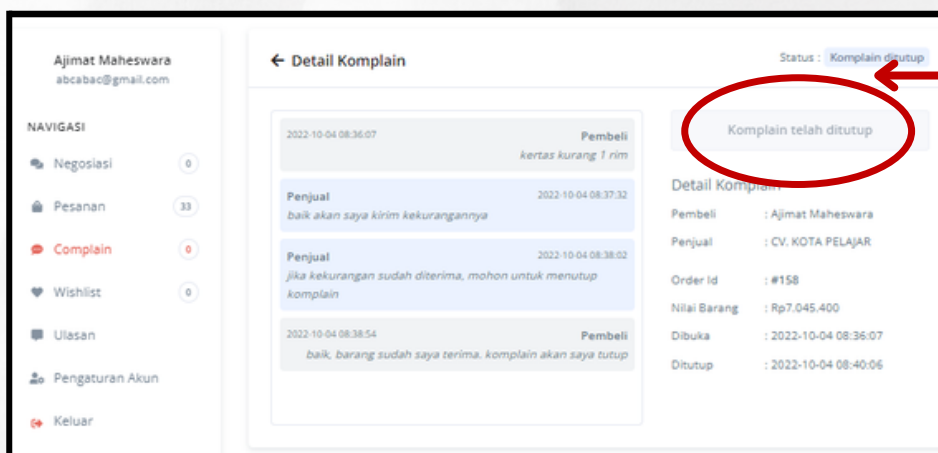 Ajimat Maheswara
abcabac@gmail.com
NAVIGASI
Negosiasi 0
Pesanan 33
Complain 0
Wishlist 0
Ulasan
Pengaturan Akun
Keluar
← Detail Komplain
Status : Komplain ditutup
2022-10-04 08:36:07 Pembeli
kertas kurang 1 rim
Penjual 2022-10-04 08:37:32
baik akan saya kirim kekurangannya
Penjual 2022-10-04 08:38:02
jika kekurangan sudah diterima, mohon untuk menutup
komplain
2022-10-04 08:38:54 Pembeli
baik, barang sudah saya terima. komplain akan saya tutup
Komplain telah ditutup
Detail Komplain
Pembeli : Ajimat Maheswara
Penjual : CV. KOTA PELAJAR
Order Id : #158
Nilai Barang : Rp7.045.400
Dibuka : 2022-10-04 08:36:07
Ditutup : 2022-10-04 08:40:06